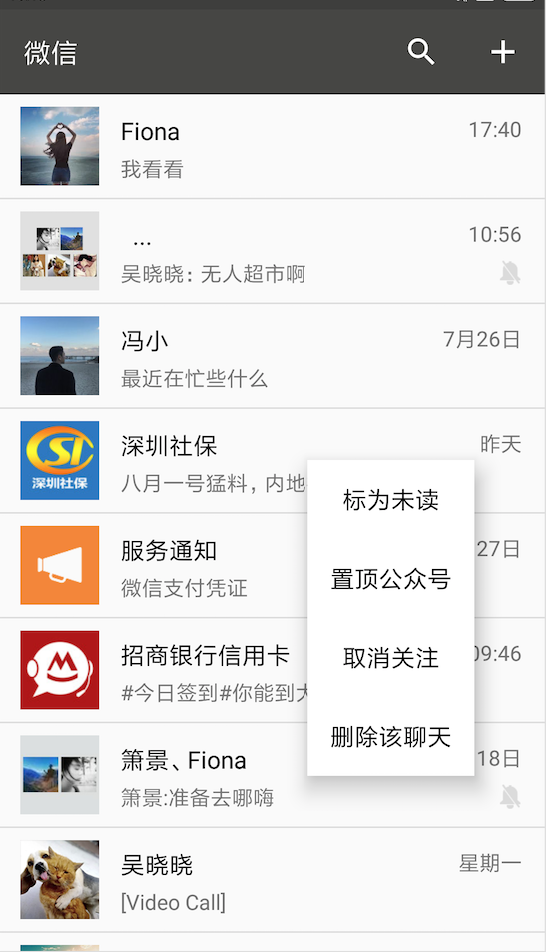 微信
Fiona
17:40
我看看
...
10:56
吴晓晓: 无人超市啊
冯小
7月26日
最近在忙些什么
深圳社保
深圳社保
昨天
八月一号猛料，内地
标为未读
服务通知
27日
微信支付凭证
置顶公众号
招商银行信用卡
09:46
#今日签到#你能到大
取消关注
箫景、Fiona
18日
箫景:准备去哪嗨
删除该聊天
吴晓晓
星期一
[Video Call]